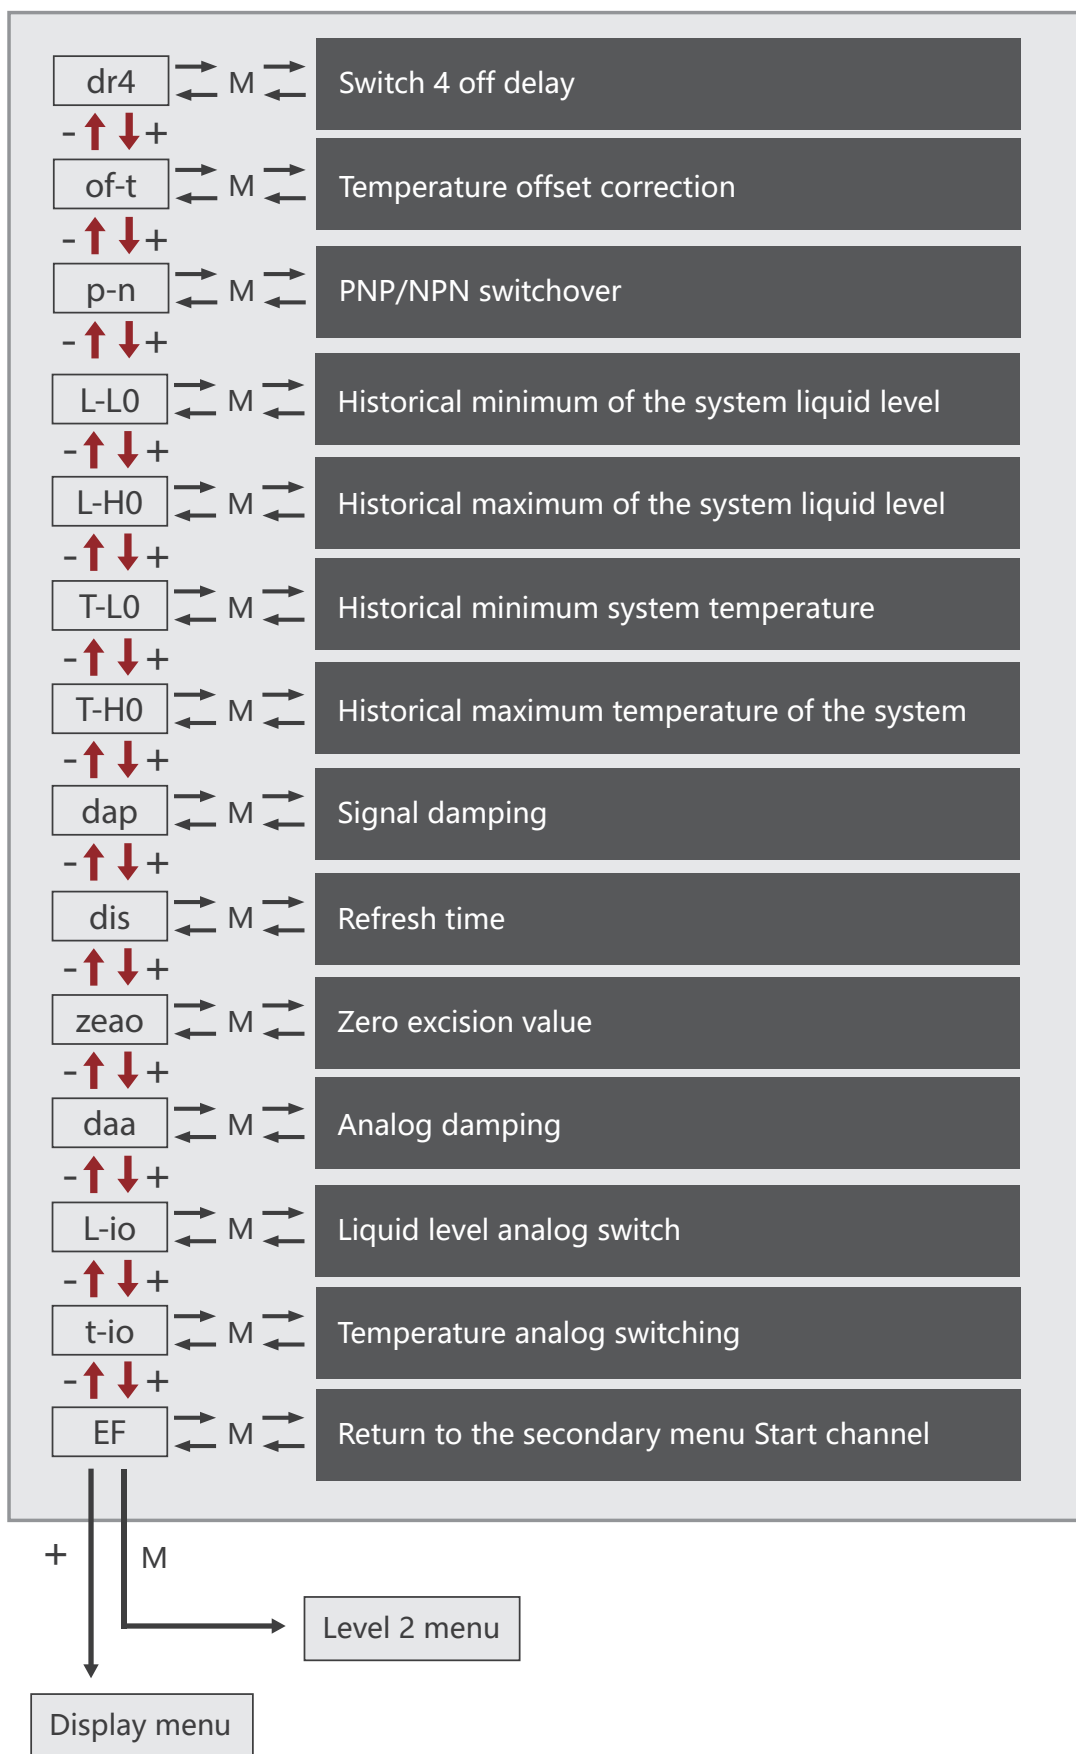 dr4 M Switch 4 off delay
- +
of-t M Temperature offset correction
- +
p-n M PNP/NPN switchover
- +
L-L0 M Historical minimum of the system liquid level
- +
L-H0 M Historical maximum of the system liquid level
- +
T-L0 M Historical minimum system temperature
- +
T-H0 M Historical maximum temperature of the system
- +
dap M Signal damping
- +
dis M Refresh time
- +
zeao M Zero excision value
- +
daa M Analog damping
- +
L-io M Liquid level analog switch
- +
t-io M Temperature analog switching
- +
EF M Return to the secondary menu Start channel
+ M
Level 2 menu
Display menu